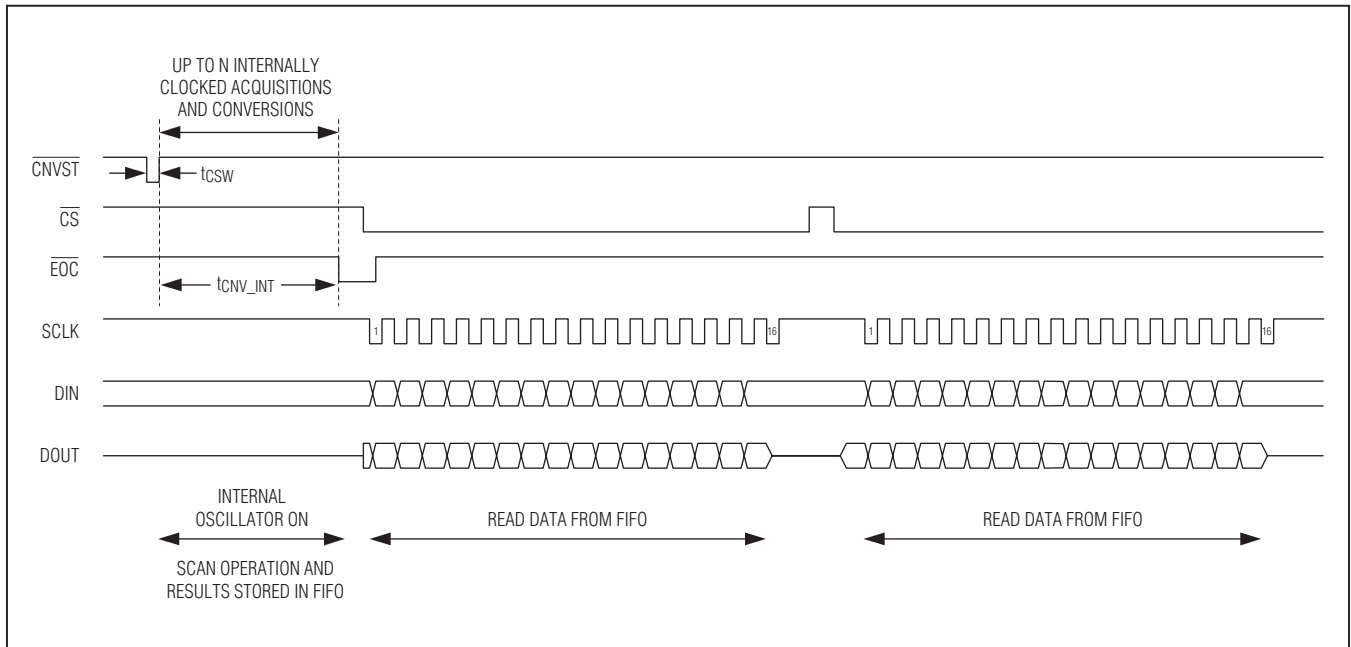 UP TO N INTERNALLY
CLOCKED ACQUISITIONS
AND CONVERSIONS
CNVST
tCSW
CS
EOC
tCNV_INT
SCLK
1
16
1
16
DIN
DOUT
INTERNAL
OSCILLATOR ON
READ DATA FROM FIFO
READ DATA FROM FIFO
SCAN OPERATION AND
RESULTS STORED IN FIFO